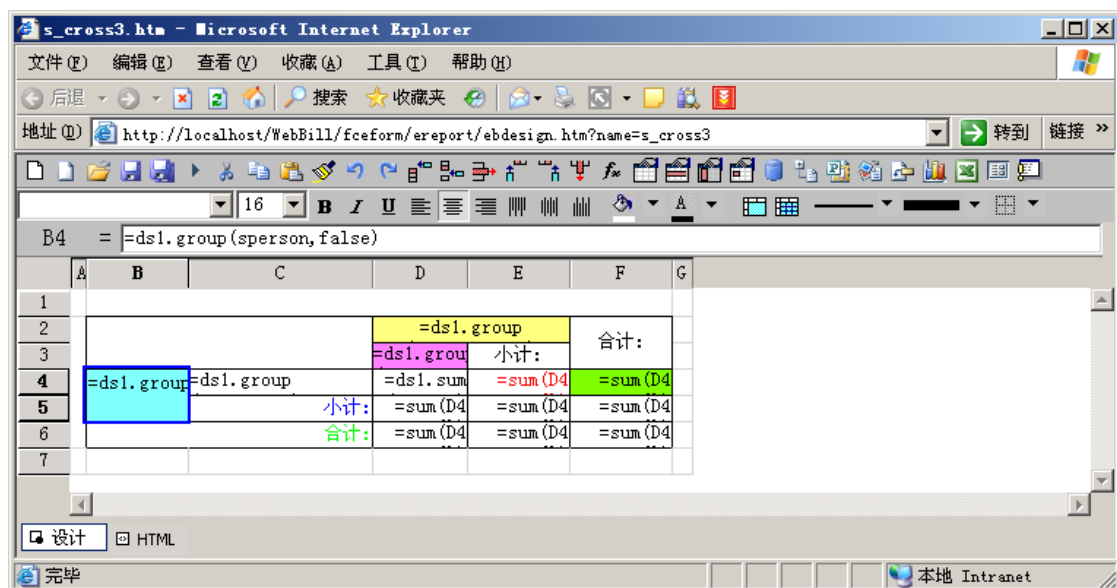 s_cross3.htm - Microsoft Internet Explorer
文件(F) 编辑(E) 查看(V) 收藏(A) 工具(T) 帮助(H)
后退 搜索 收藏夹
地址(D) http://localhost/WebBill/fceform/ereport/ebdesign.htm?name=s_cross3 转到 链接 »
16 B I U A
B4 = =ds1.group(sperson,false)
A B C D E F G
1
2 =ds1.group 合计:
3 =ds1.grou 小计:
4 =ds1.group =ds1.group =ds1.sum =sum(D4 =sum(D4
5 小计: =sum(D4 =sum(D4 =sum(D4
6 合计: =sum(D4 =sum(D4 =sum(D4
7
设计 HTML
完毕 本地 Intranet